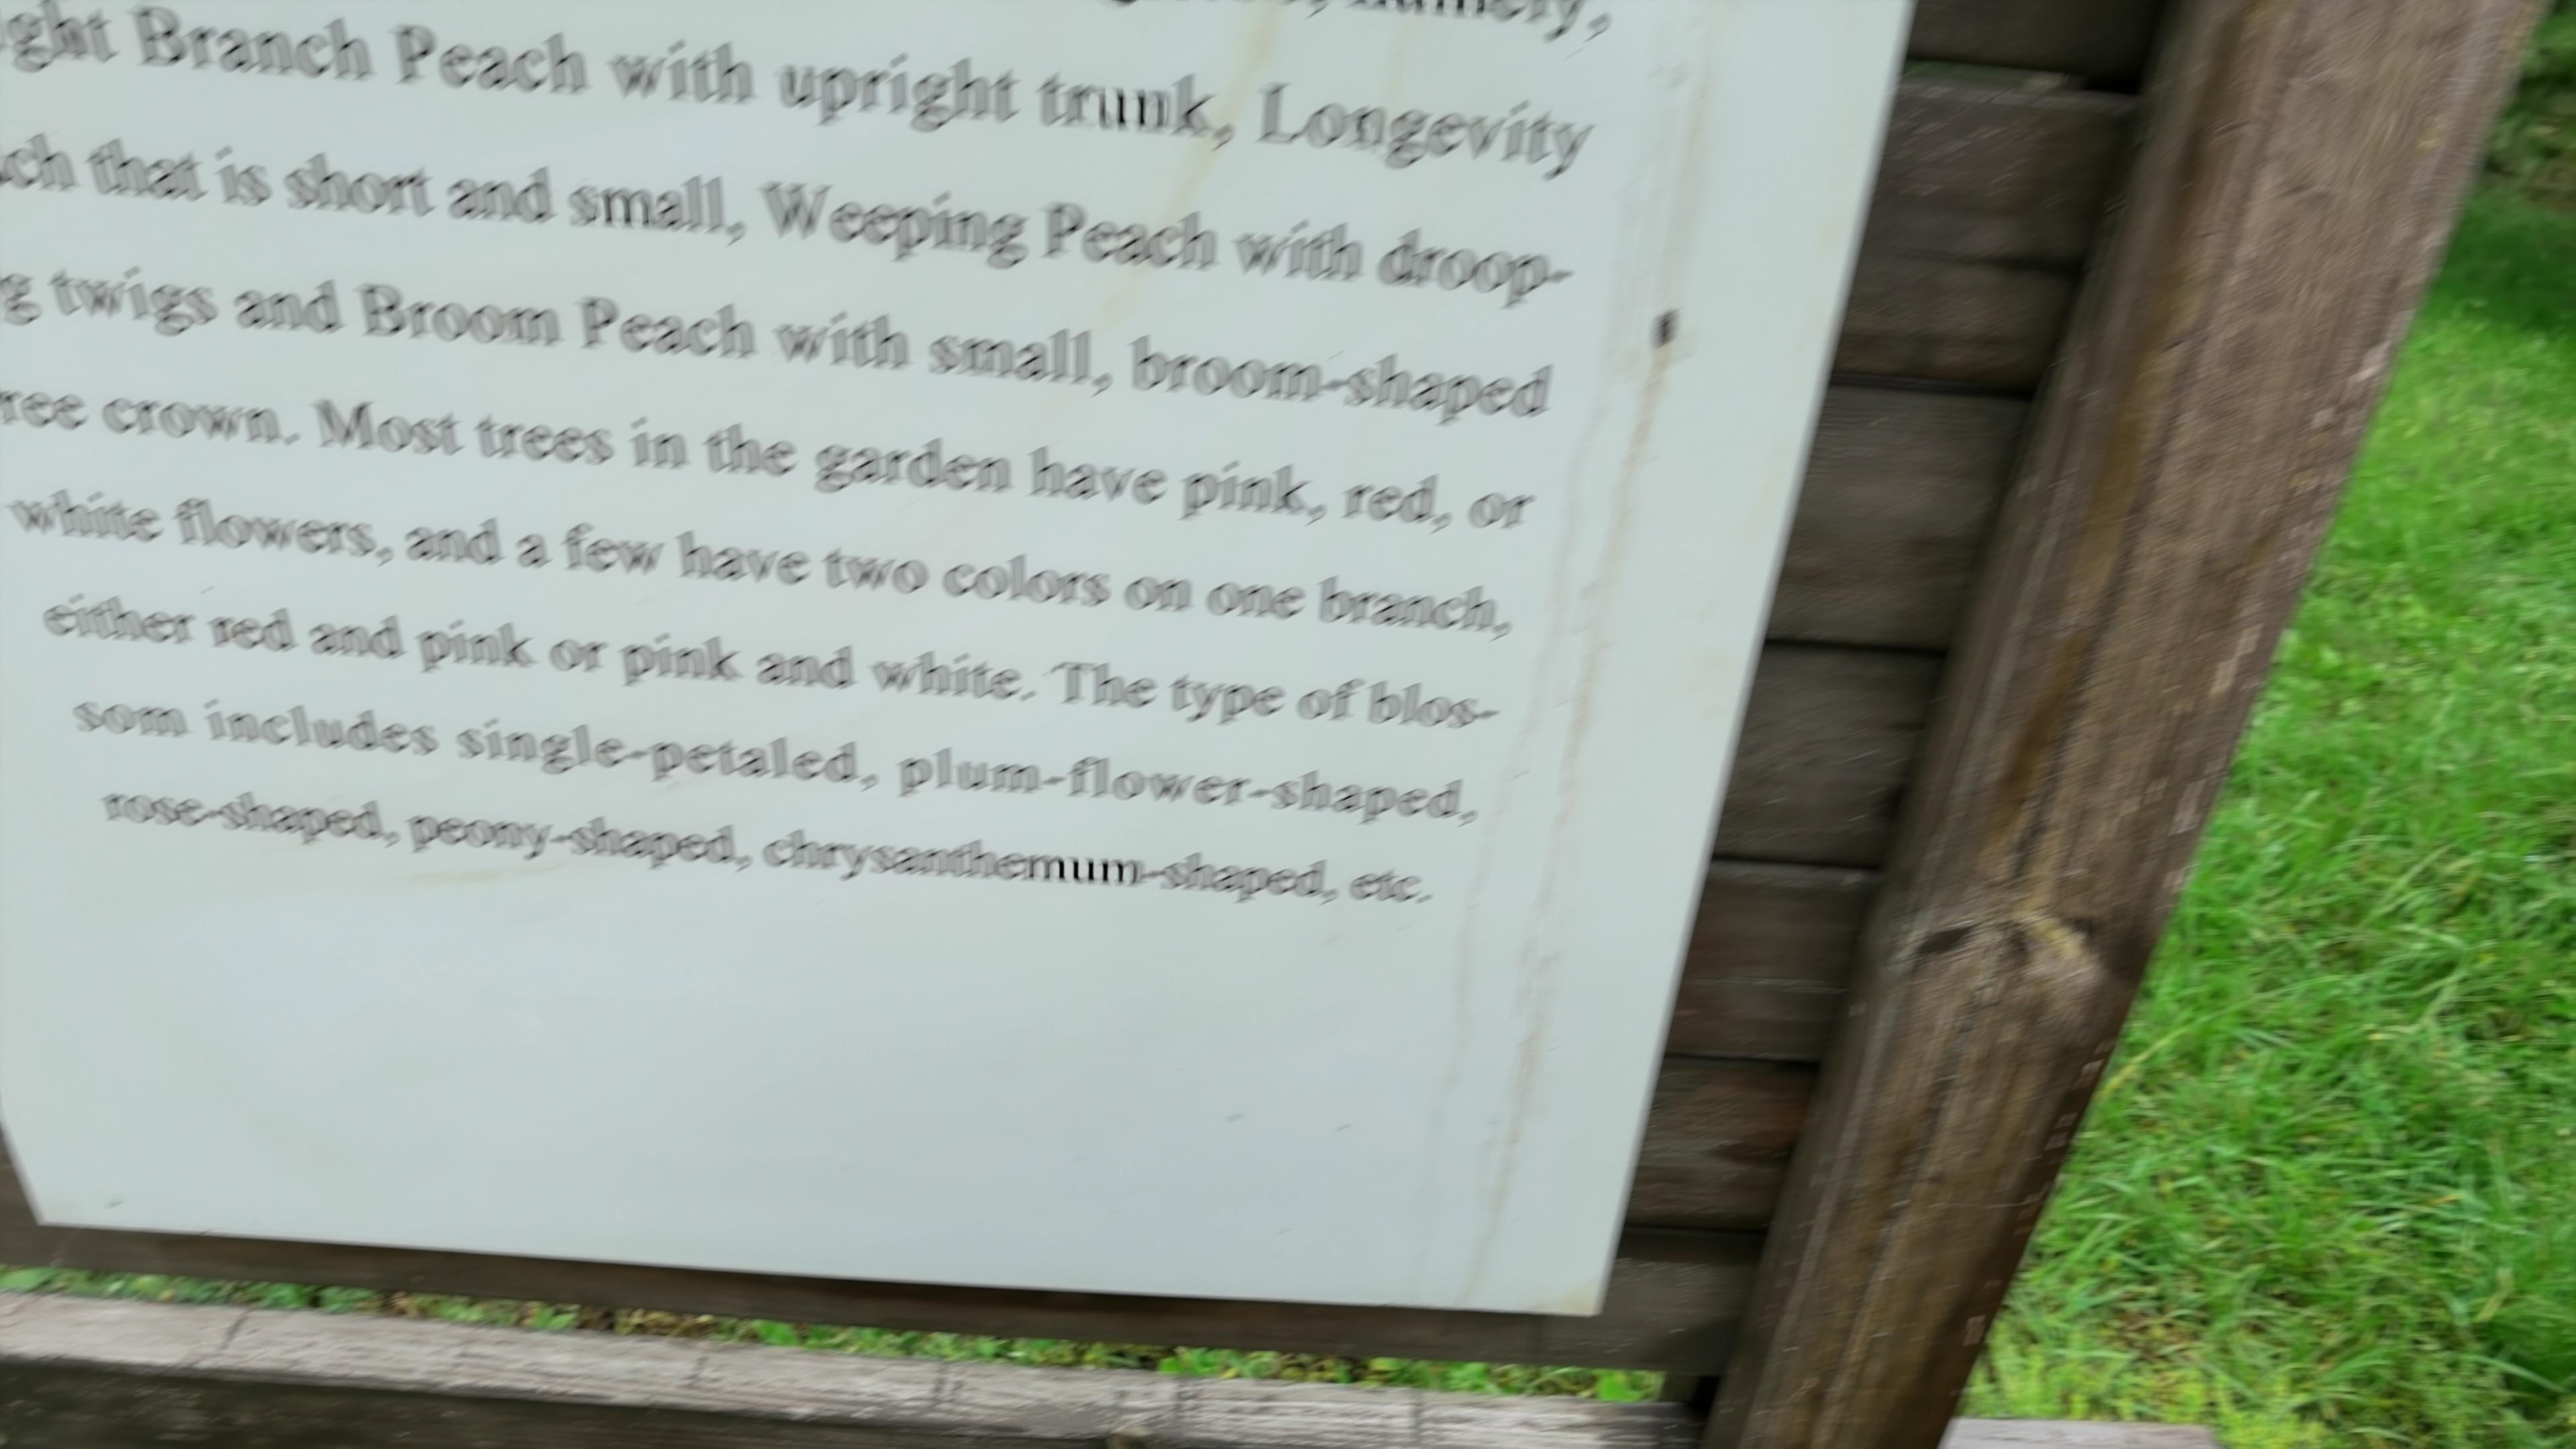 namely,
Branch Peach with upright trunk, Longevity
that is short and small, Weeping Peach with droop-
twigs and Broom Peach with small, broom-shaped
crown. Most trees in the garden have pink, red, or
white flowers, and a few have two colors on one branch,
either red and pink or pink and white. The type of blos-
som includes single-petaled, plum-flower-shaped,
rose-shaped, peony-shaped, chrysanthemum-shaped, etc.